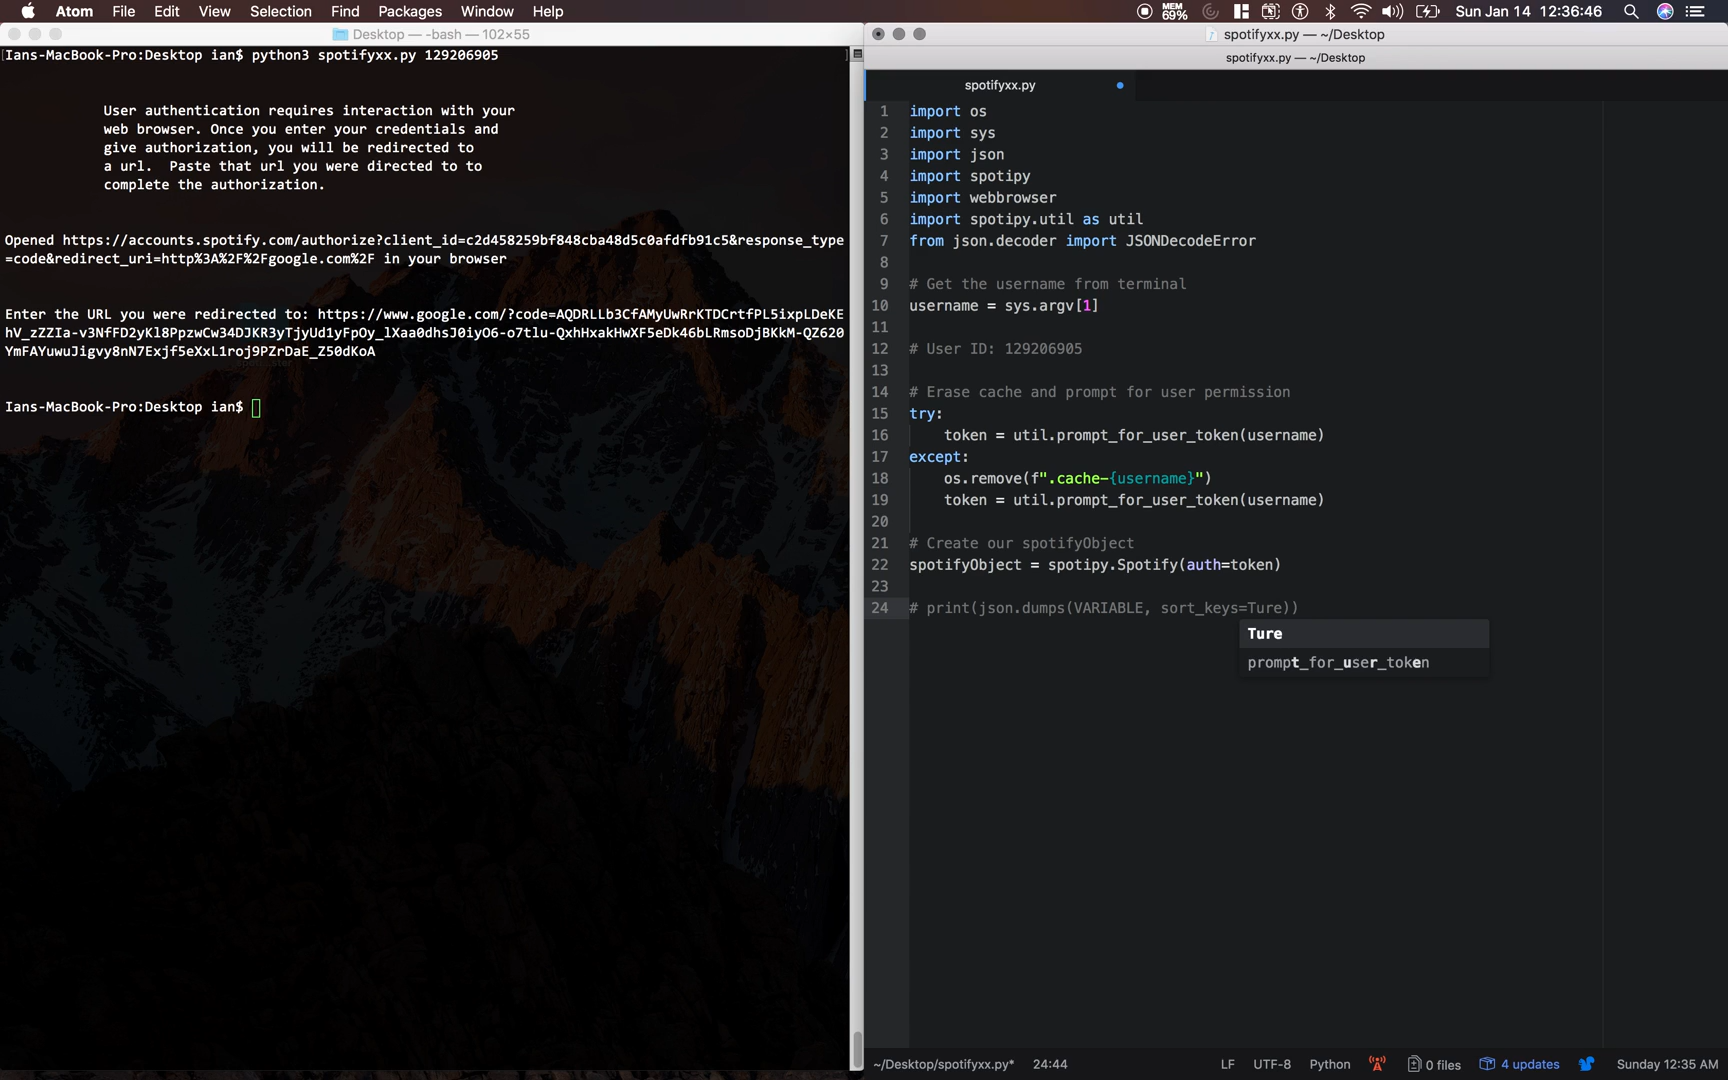 Atom File Edit View Selection Find Packages Window Help
MEM 69% Sun Jan 14 12:36:46
Desktop — -bash — 102×55
Ians-MacBook-Pro:Desktop ian$ python3 spotifyxx.py 129206905
User authentication requires interaction with your
web browser. Once you enter your credentials and
give authorization, you will be redirected to
a url.  Paste that url you were directed to to
complete the authorization.
Opened https://accounts.spotify.com/authorize?client_id=c2d458259bf848cba48d5c0afdfb91c5&response_type
=code&redirect_uri=http%3A%2F%2Fgoogle.com%2F in your browser
Enter the URL you were redirected to: https://www.google.com/?code=AQDRLLb3CfAMyUwRrKTDCrtfPL5ixpLDeKE
hV_zZZIa-v3NfFD2yKl8PpzwCw34DJKR3yTjyUd1yFpOy_lXaa0dhsJ0iyO6-o7tlu-QxhHxakHwXF5eDk46bLRmsoDjBKkM-QZ620
YmFAYuwuJigvy8nN7Exjf5eXxL1roj9PZrDaE_Z50dKoA
Ians-MacBook-Pro:Desktop ian$
spotifyxx.py — ~/Desktop
spotifyxx.py — ~/Desktop
spotifyxx.py
1 import os
2 import sys
3 import json
4 import spotipy
5 import webbrowser
6 import spotipy.util as util
7 from json.decoder import JSONDecodeError
8
9 # Get the username from terminal
10 username = sys.argv[1]
11
12 # User ID: 129206905
13
14 # Erase cache and prompt for user permission
15 try:
16     token = util.prompt_for_user_token(username)
17 except:
18     os.remove(f".cache-{username}")
19     token = util.prompt_for_user_token(username)
20
21 # Create our spotifyObject
22 spotifyObject = spotipy.Spotify(auth=token)
23
24 # print(json.dumps(VARIABLE, sort_keys=Ture))
Ture
prompt_for_user_token
~/Desktop/spotifyxx.py* 24:44 LF UTF-8 Python 0 files 4 updates Sunday 12:35 AM